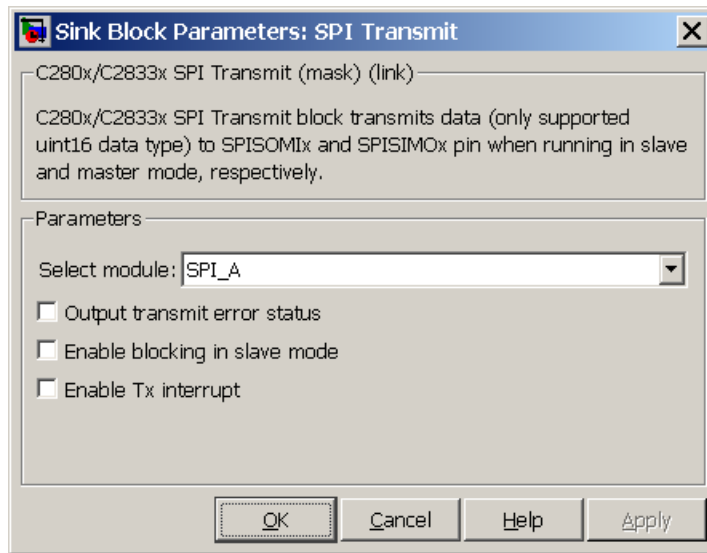 Sink Block Parameters: SPI Transmit
C280x/C2833x SPI Transmit (mask) (link)
C280x/C2833x SPI Transmit block transmits data (only supported
uint16 data type) to SPISOMIx and SPISIMOx pin when running in slave
and master mode, respectively.
Parameters
Select module: SPI_A
Output transmit error status
Enable blocking in slave mode
Enable Tx interrupt
OK Cancel Help Apply